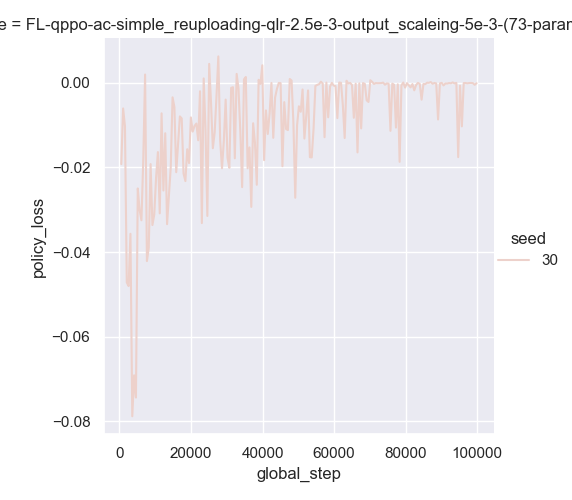 e = FL-qppo-ac-simple_reuploading-qlr-2.5e-3-output_scaleing-5e-3-(73-param
0.00
−0.02
−0.04
−0.06
−0.08
policy_loss
0 20000 40000 60000 80000 100000
global_step
seed
30